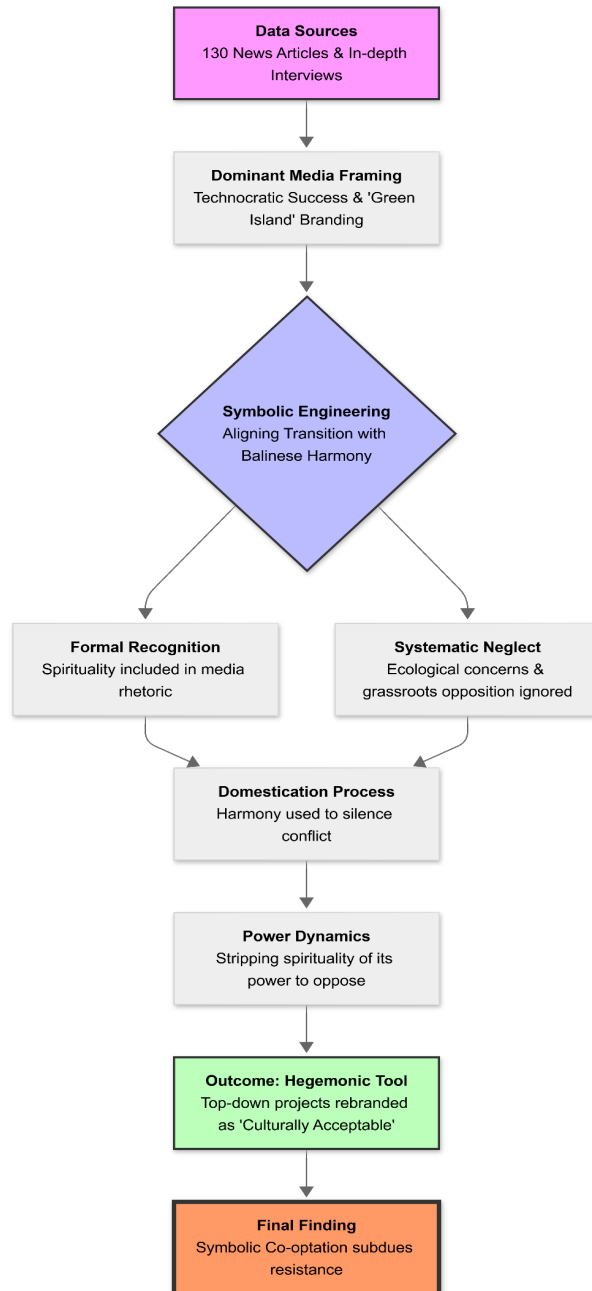 Data Sources
130 News Articles & In-depth
Interviews
Dominant Media Framing
Technocratic Success & 'Green
Island' Branding
Symbolic Engineering
Aligning Transition with
Balinese Harmony
Formal Recognition
Spirituality included in media
rhetoric
Systematic Neglect
Ecological concerns &
grassroots opposition ignored
Domestication Process
Harmony used to silence
conflict
Power Dynamics
Stripping spirituality of its
power to oppose
Outcome: Hegemonic Tool
Top-down projects rebranded
as 'Culturally Acceptable'
Final Finding
Symbolic Co-optation subdues
resistance